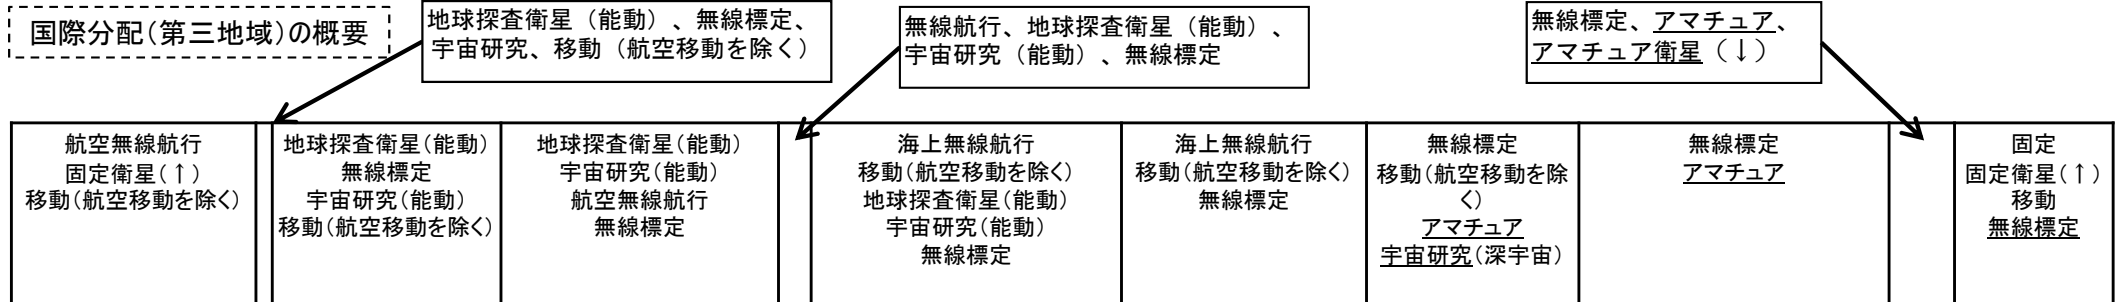 国際分配(第三地域)の概要
地球探査衛星(能動)、無線標定、
宇宙研究、移動(航空移動を除く)
無線航行、地球探査衛星(能動)、
宇宙研究(能動)、無線標定
無線標定、アマチュア、
アマチュア衛星(↓)
航空無線航行
固定衛星(↑)
移動(航空移動を除く)
地球探査衛星(能動)
無線標定
宇宙研究(能動)
移動(航空移動を除く)
地球探査衛星(能動)
宇宙研究(能動)
航空無線航行
無線標定
海上無線航行
移動(航空移動を除く)
地球探査衛星(能動)
宇宙研究(能動)
無線標定
海上無線航行
移動(航空移動を除く)
無線標定
無線標定
移動(航空移動を除
く)
アマチュア
宇宙研究(深宇宙)
無線標定
アマチュア
固定
固定衛星(↑)
移動
無線標定